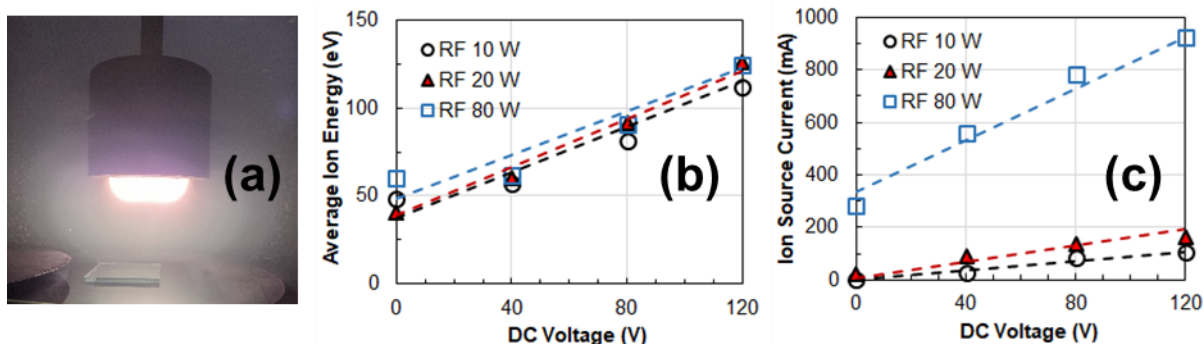 (a)
Average Ion Energy (eV)
150
100
50
0
RF 10 W
RF 20 W
RF 80 W
(b)
0
40
80
120
DC Voltage (V)
Ion Source Current (mA)
1000
800
600
400
200
0
RF 10 W
RF 20 W
RF 80 W
(c)
0
40
80
120
DC Voltage (V)